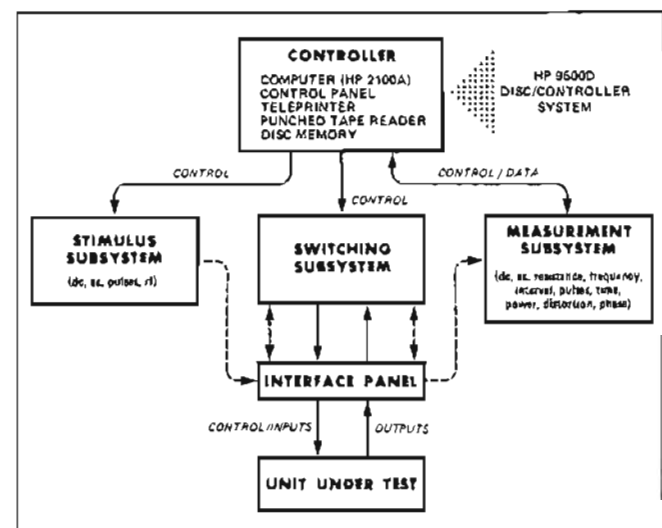 CONTROLLER
COMPUTER (HP 2100A)
CONTROL PANEL
TELEPRINTER
PUNCHED TAPE READER
DISC MEMORY
HP 9500D
DISC/CONTROLLER
SYSTEM
CONTROL
CONTROL
CONTROL / DATA
STIMULUS
SUBSYSTEM
(dc, ac, pulses, rf)
SWITCHING
SUBSYSTEM
MEASUREMENT
SUBSYSTEM
(dc, ac, resistance, frequency,
interval, pulses, time,
power, distortion, phase)
INTERFACE PANEL
CONTROL/INPUTS
OUTPUTS
UNIT UNDER TEST